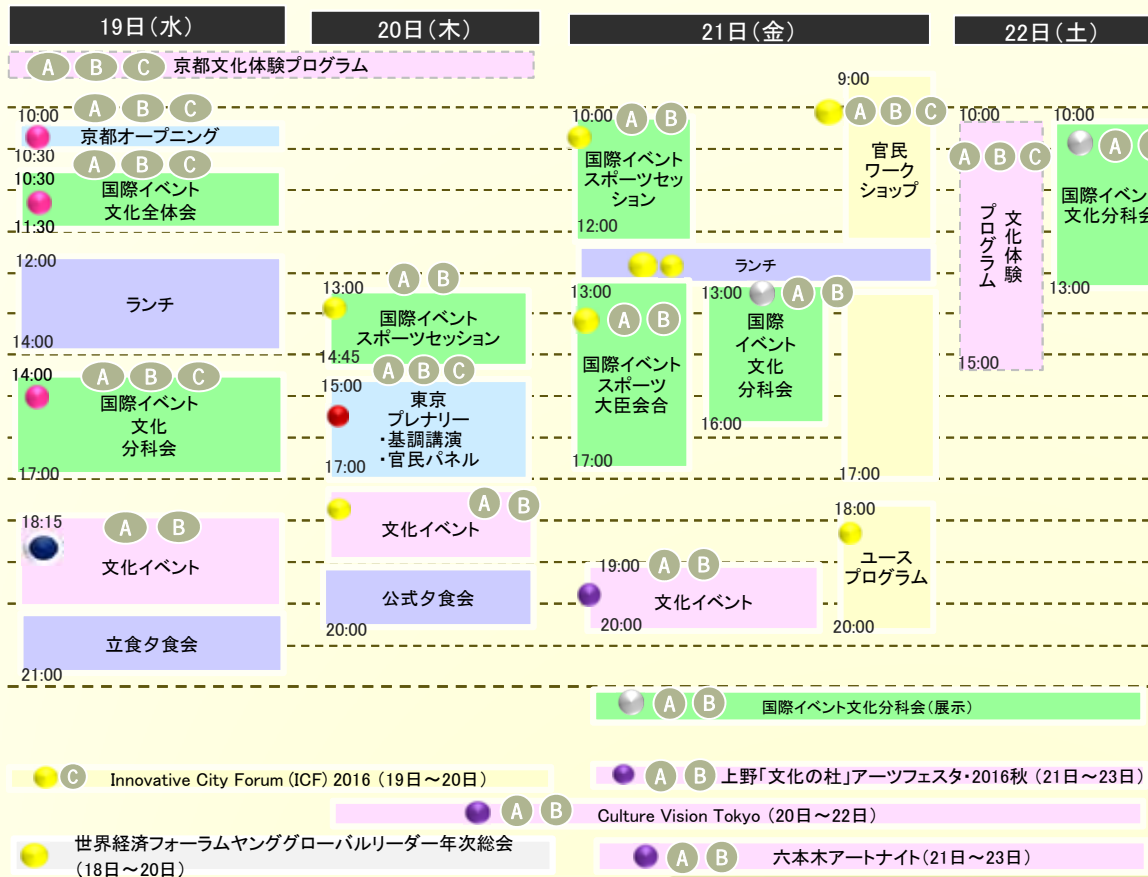 19日(水)
20日(木)
21日(金)
22日(土)
A B C 京都文化体験プログラム
A B C
10:00
京都オープニング
10:30
A B C
10:30
国際イベント
文化全体会
11:30
12:00
ランチ
14:00
14:00
A B C
国際イベント
文化
分科会
17:00
18:15
A B
文化イベント
立食夕食会
21:00
A B
13:00
国際イベント
スポーツセッション
14:45
A B C
15:00
東京
プレナリー
・基調講演
・官民パネル
17:00
A B
文化イベント
公式夕食会
20:00
10:00
A B
国際イベント
スポーツセッ
ション
12:00
9:00
A B C
官民
ワーク
ショップ
ランチ
13:00
A B
国際イベント
スポーツ
大臣会合
17:00
13:00
A B
国際
イベント
文化
分科会
16:00
17:00
18:00
ユース
プログラム
20:00
19:00
A B
文化イベント
20:00
10:00
A B C
文化体験
プログラム
15:00
10:00
A
国際イベン
文化分科
13:00
A B 国際イベント文化分科会(展示)
C Innovative City Forum (ICF) 2016 (19日～20日)
A B 上野「文化の杜」アーツフェスタ・2016秋 (21日～23日)
A B Culture Vision Tokyo (20日～22日)
世界経済フォーラムヤンググローバルリーダー年次総会
(18日～20日)
A B 六本木アートナイト(21日～23日)